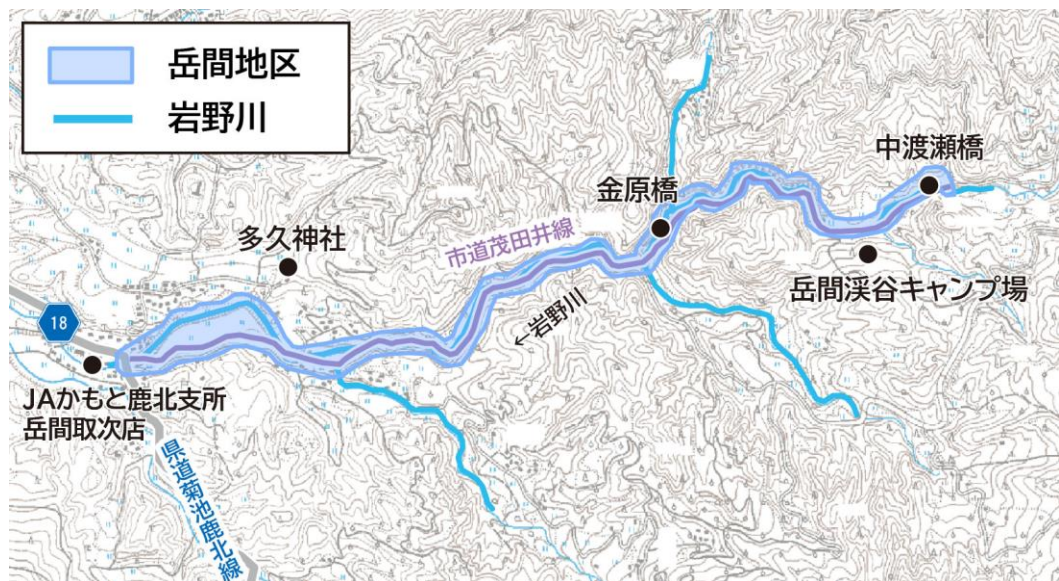 岳間地区
岩野川
中渡瀬橋
金原橋
多久神社
市道茂田井線
岳間渓谷キャンプ場
←岩野川
18
JAかもと鹿北支所
岳間取次店
県道菊池鹿北線